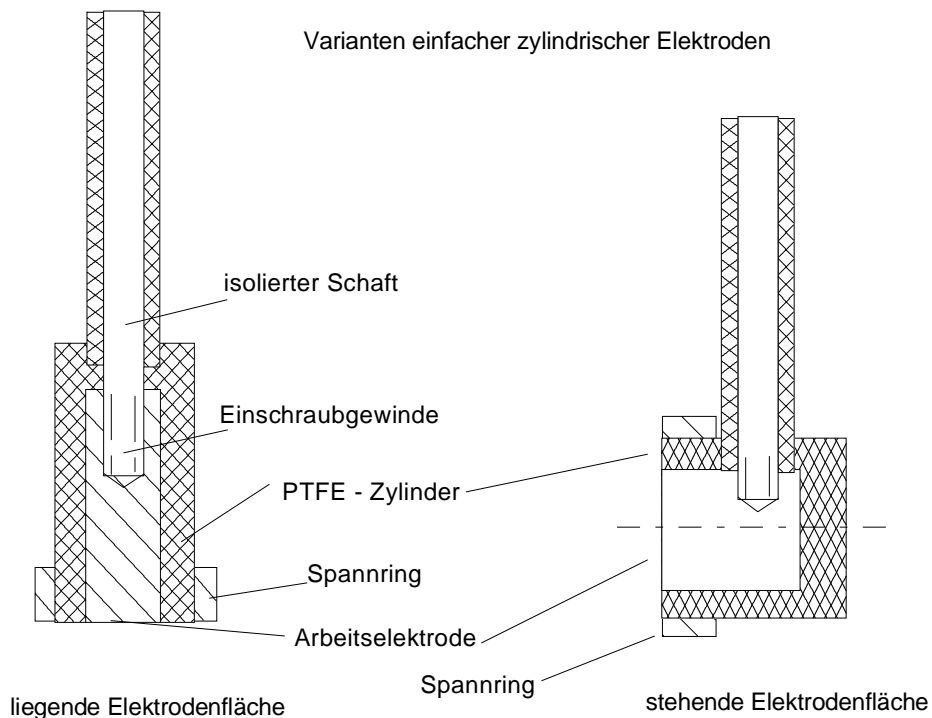 Varianten einfacher zylindrischer Elektroden
isolierter Schaft
Einschraubgewinde
PTFE - Zylinder
Spannring
Arbeitselektrode
Spannring
liegende Elektrodenfläche
stehende Elektrodenfläche